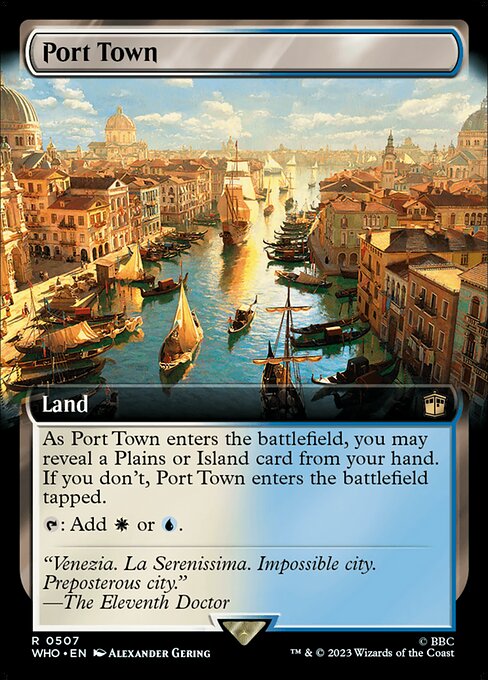 Port Town
Land
As Port Town enters the battlefield, you may
reveal a Plains or Island card from your hand.
If you don't, Port Town enters the battlefield
tapped.
: Add or .
“Venezia. La Serenissima. Impossible city.
Preposterous city.”
—The Eleventh Doctor
R 0507
WHO • EN Alexander Gering
© BBC
™ & © 2023 Wizards of the Coast